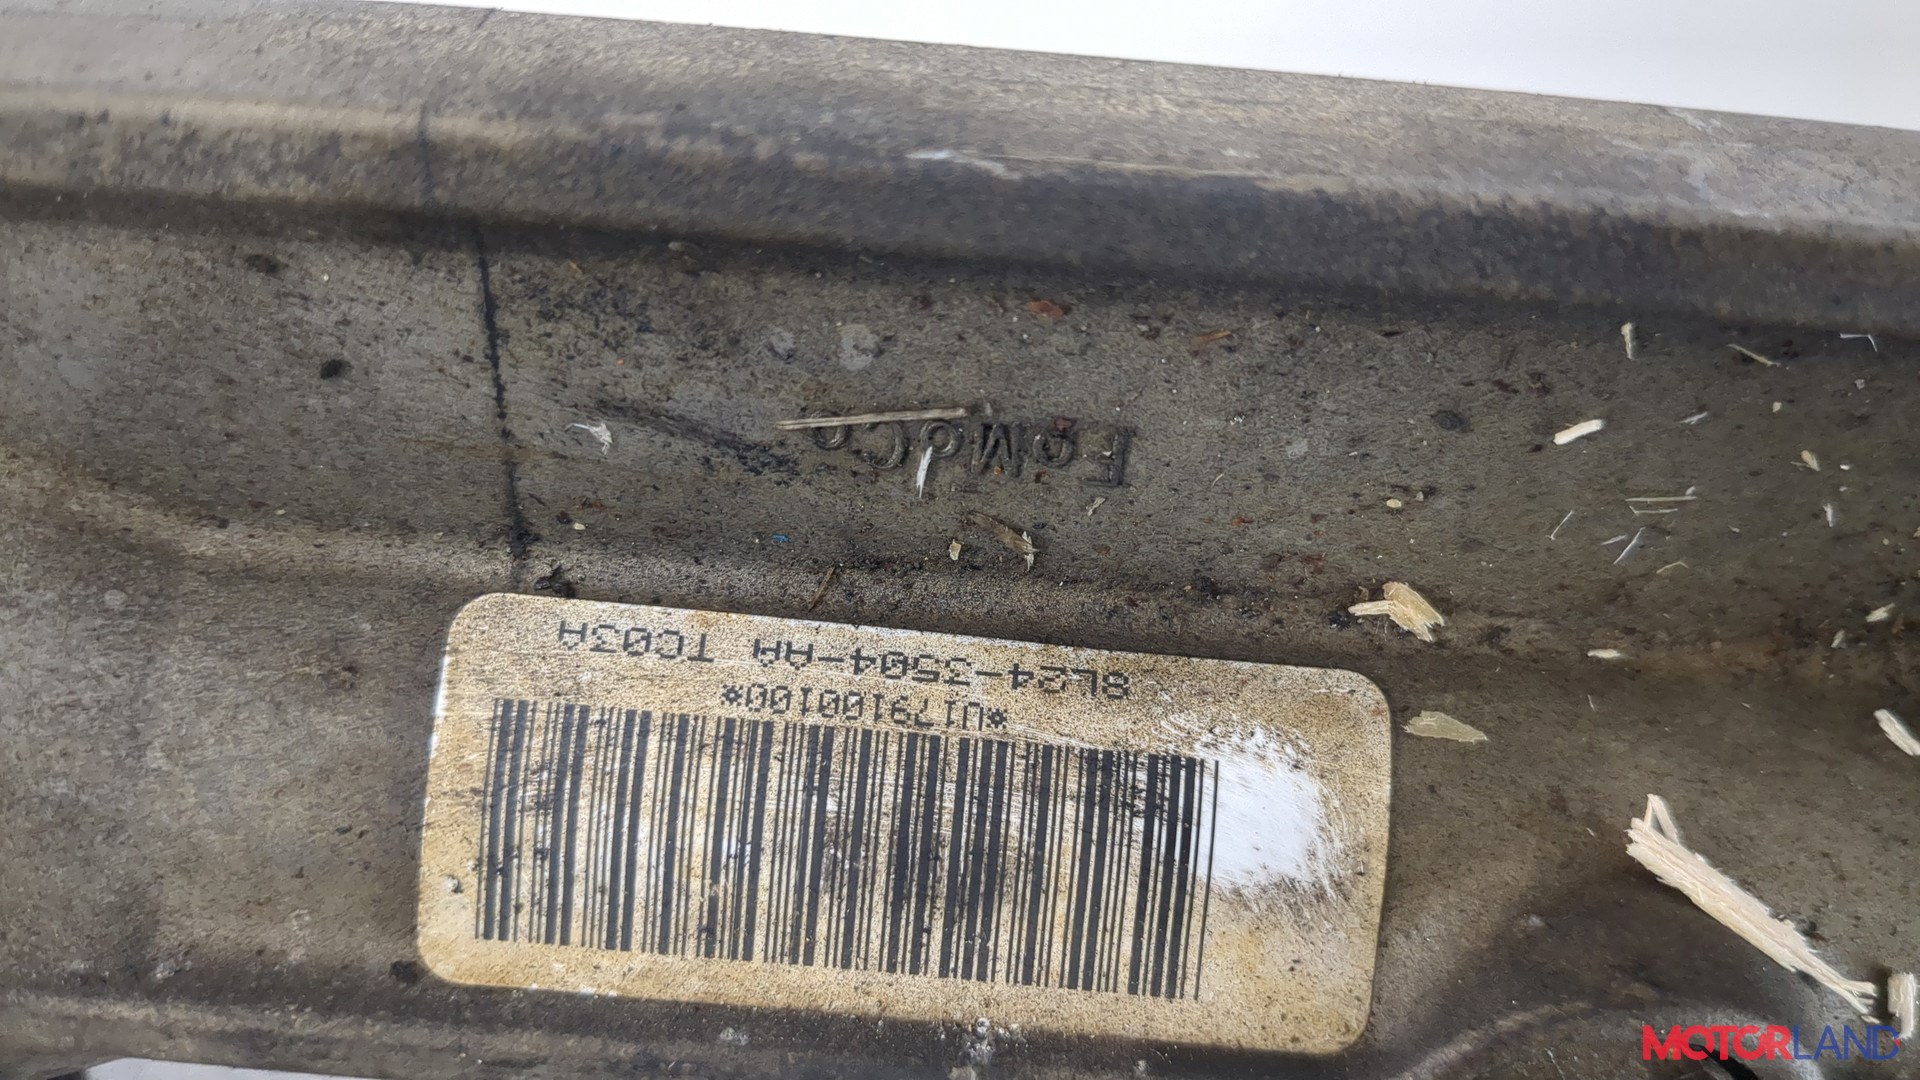 FoMoCo
8L24-3504-AA TC03A
*U179100100*
MOTORLAND